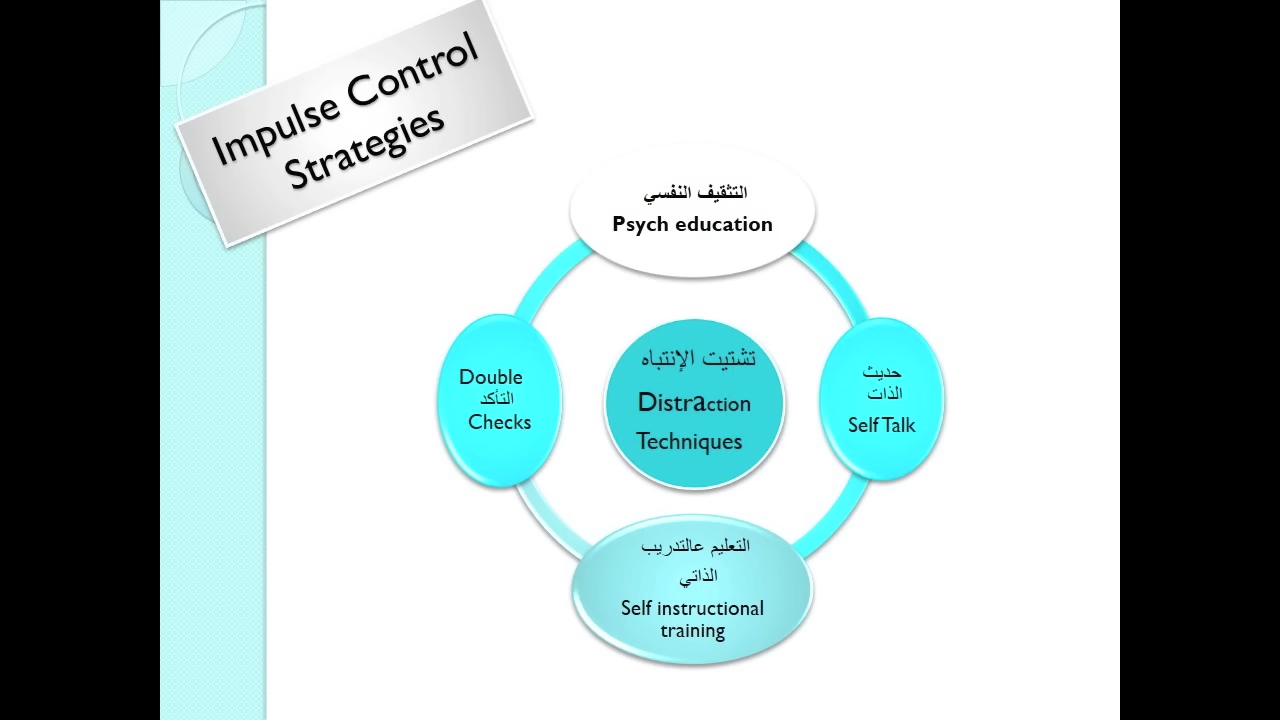 Impulse Control
Strategies
التثقيف النفسي
Psych education
Double
التأكد
Checks
تشتيت الإنتباه
Distraction
Techniques
حديث
الذات
Self Talk
التعليم عالتدريب
الذاتي
Self instructional
training